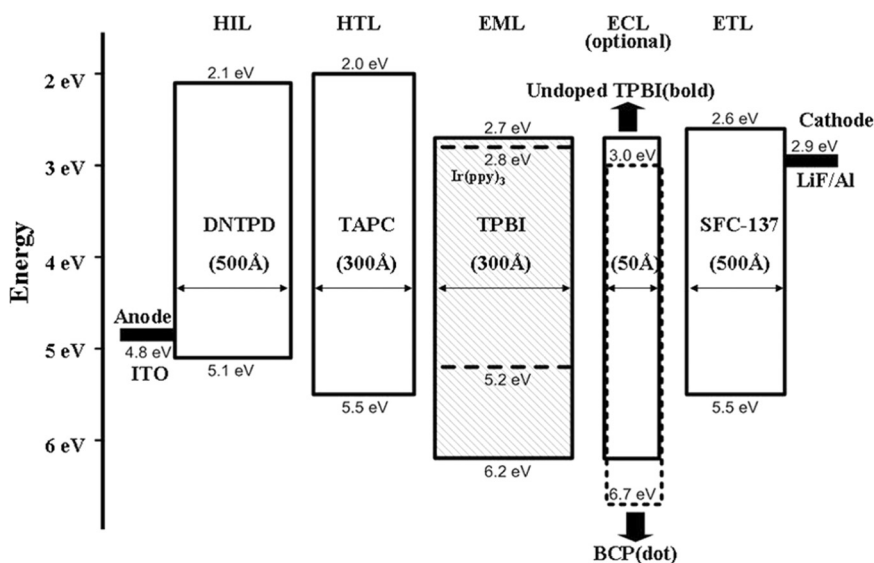 HIL
HTL
EML
ECL
(optional)
ETL
2 eV
3 eV
4 eV
5 eV
6 eV
Energy
Anode
4.8 eV
ITO
2.1 eV
DNTPD
(500Å)
5.1 eV
2.0 eV
TAPC
(300Å)
5.5 eV
2.7 eV
2.8 eV
Ir(ppy)₃
TPBI
(300Å)
5.2 eV
6.2 eV
Undoped TPBI(bold)
3.0 eV
(50Å)
6.7 eV
BCP(dot)
2.6 eV
SFC-137
(500Å)
5.5 eV
Cathode
2.9 eV
LiF/Al